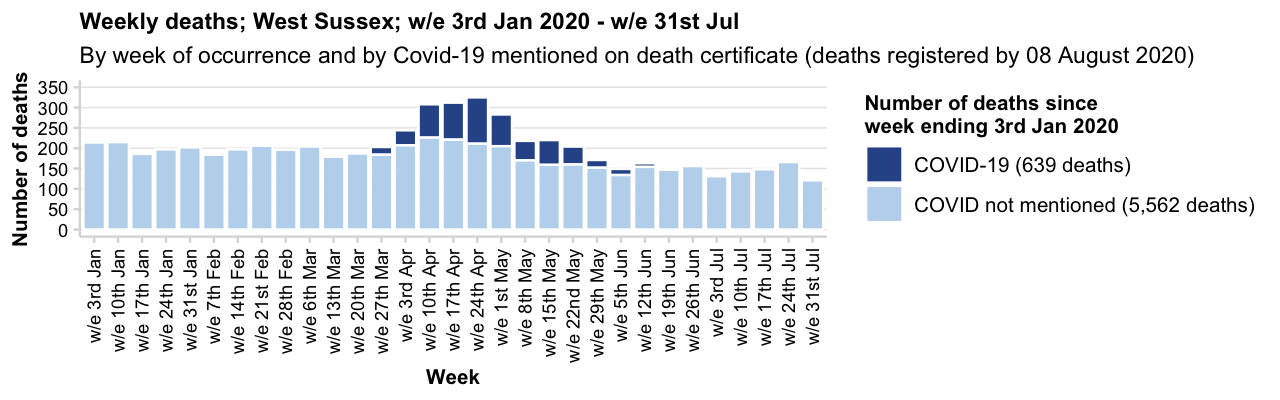 Weekly deaths; West Sussex; w/e 3rd Jan 2020 - w/e 31st Jul
By week of occurrence and by Covid-19 mentioned on death certificate (deaths registered by 08 August 2020)
Number of deaths
350
300
250
200
150
100
50
0
w/e 3rd Jan
w/e 10th Jan
w/e 17th Jan
w/e 24th Jan
w/e 31st Jan
w/e 7th Feb
w/e 14th Feb
w/e 21st Feb
w/e 28th Feb
w/e 6th Mar
w/e 13th Mar
w/e 20th Mar
w/e 27th Mar
w/e 3rd Apr
w/e 10th Apr
w/e 17th Apr
w/e 24th Apr
w/e 1st May
w/e 8th May
w/e 15th May
w/e 22nd May
w/e 29th May
w/e 5th Jun
w/e 12th Jun
w/e 19th Jun
w/e 26th Jun
w/e 3rd Jul
w/e 10th Jul
w/e 17th Jul
w/e 24th Jul
w/e 31st Jul
Week
Number of deaths since
week ending 3rd Jan 2020
COVID-19 (639 deaths)
COVID not mentioned (5,562 deaths)